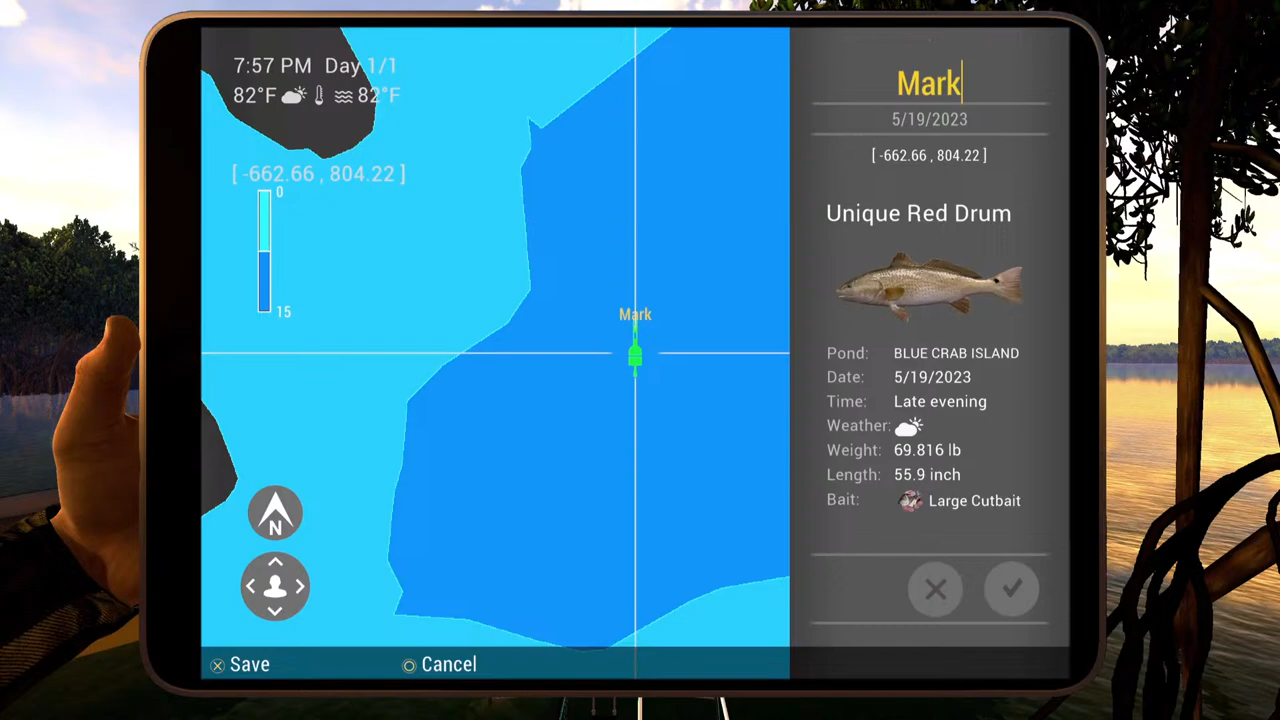 7:57 PM Day 1/1
82°F 82°F
[ -662.66 , 804.22 ]
0
15
Mark
N
Save
Cancel
Mark
5/19/2023
[ -662.66 , 804.22 ]
Unique Red Drum
Pond: BLUE CRAB ISLAND
Date: 5/19/2023
Time: Late evening
Weather:
Weight: 69.816 lb
Length: 55.9 inch
Bait: Large Cutbait